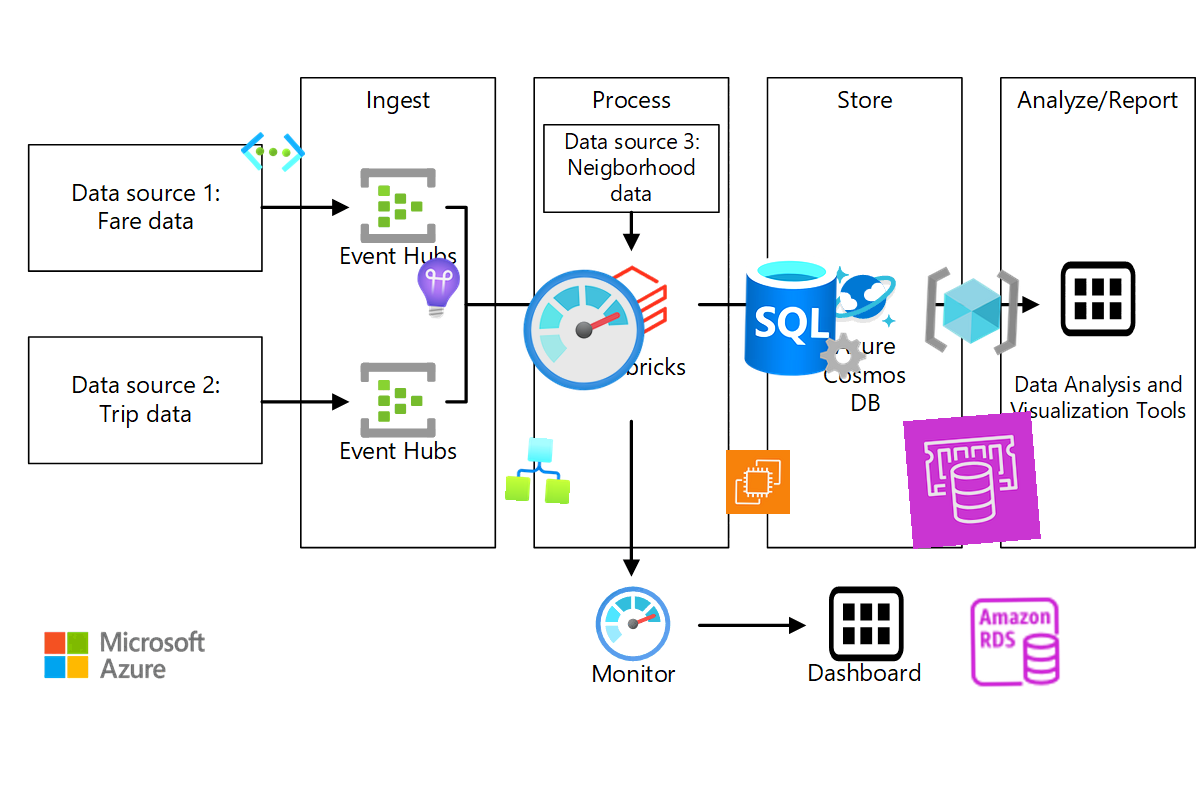 Ingest
Process
Store
Analyze/Report
Data source 1:
Fare data
Event Hubs
Data source 3:
Neigborhood
data
SQL
bricks
Azure
Cosmos
DB
Data Analysis and
Visualization Tools
Data source 2:
Trip data
Event Hubs
Monitor
Dashboard
Amazon
RDS
Microsoft
Azure